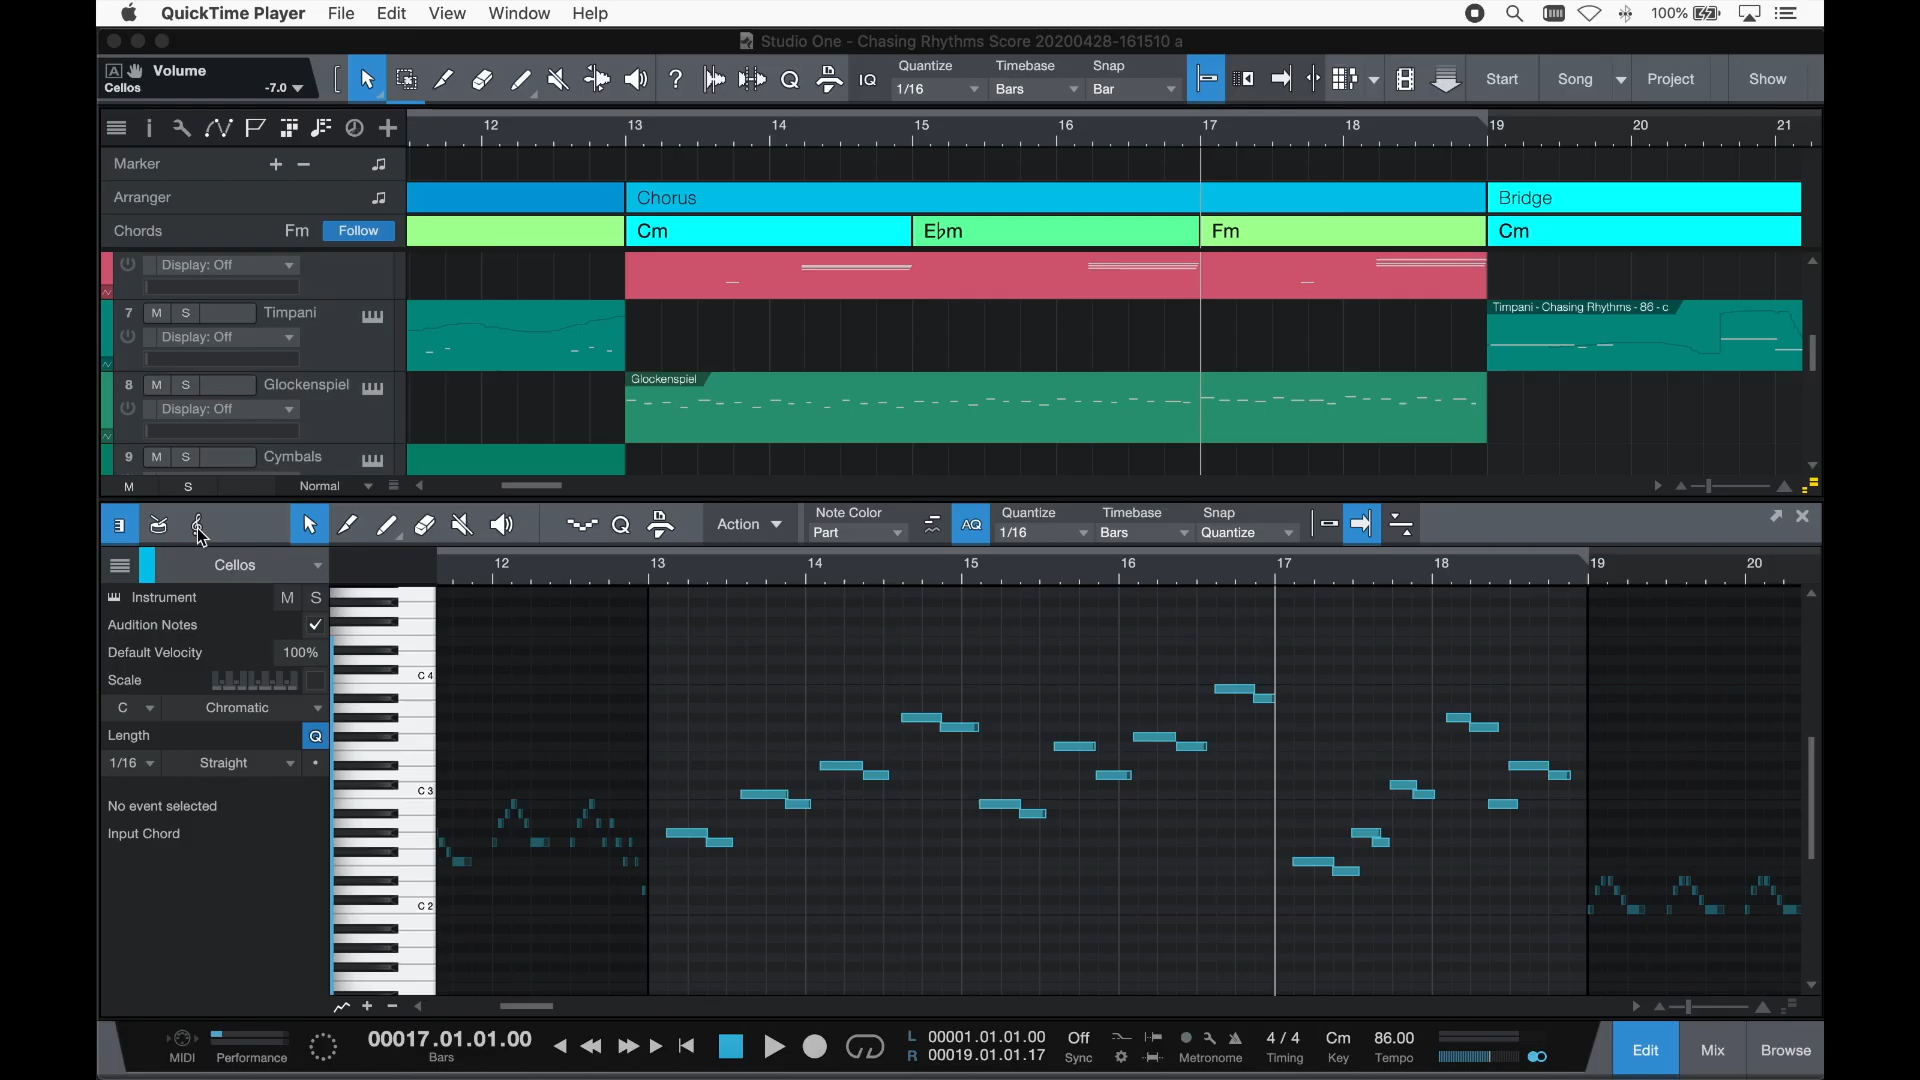 QuickTime Player File Edit View Window Help 100%
Studio One - Chasing Rhythms Score 20200428-161510 a
A Volume
Cellos -7.0
? IQ
Quantize Timebase Snap
1/16 Bars Bar
Start Song Project Show
12 13 14 15 16 17 18 19 20 21
Marker
Arranger
Chorus Bridge
Chords Fm Follow
Cm E♭m Fm Cm
Display: Off
7 M S Timpani
Display: Off
Timpani - Chasing Rhythms - 86 - c
8 M S Glockenspiel
Glockenspiel
Display: Off
9 M S Cymbals
M S Normal
Action
Note Color
Part
AQ
Quantize Timebase Snap
1/16 Bars Quantize
Cellos
12 13 14 15 16 17 18 19 20
Instrument M S
Audition Notes
Default Velocity 100%
Scale
C Chromatic
Length Q
1/16 Straight
No event selected
Input Chord
C 4
C 3
C 2
MIDI
Performance
00017.01.01.00
Bars
L 00001.01.01.00
R 00019.01.01.17
Off
Sync
Metronome
4 / 4
Timing
Cm
Key
86.00
Tempo
Edit Mix Browse